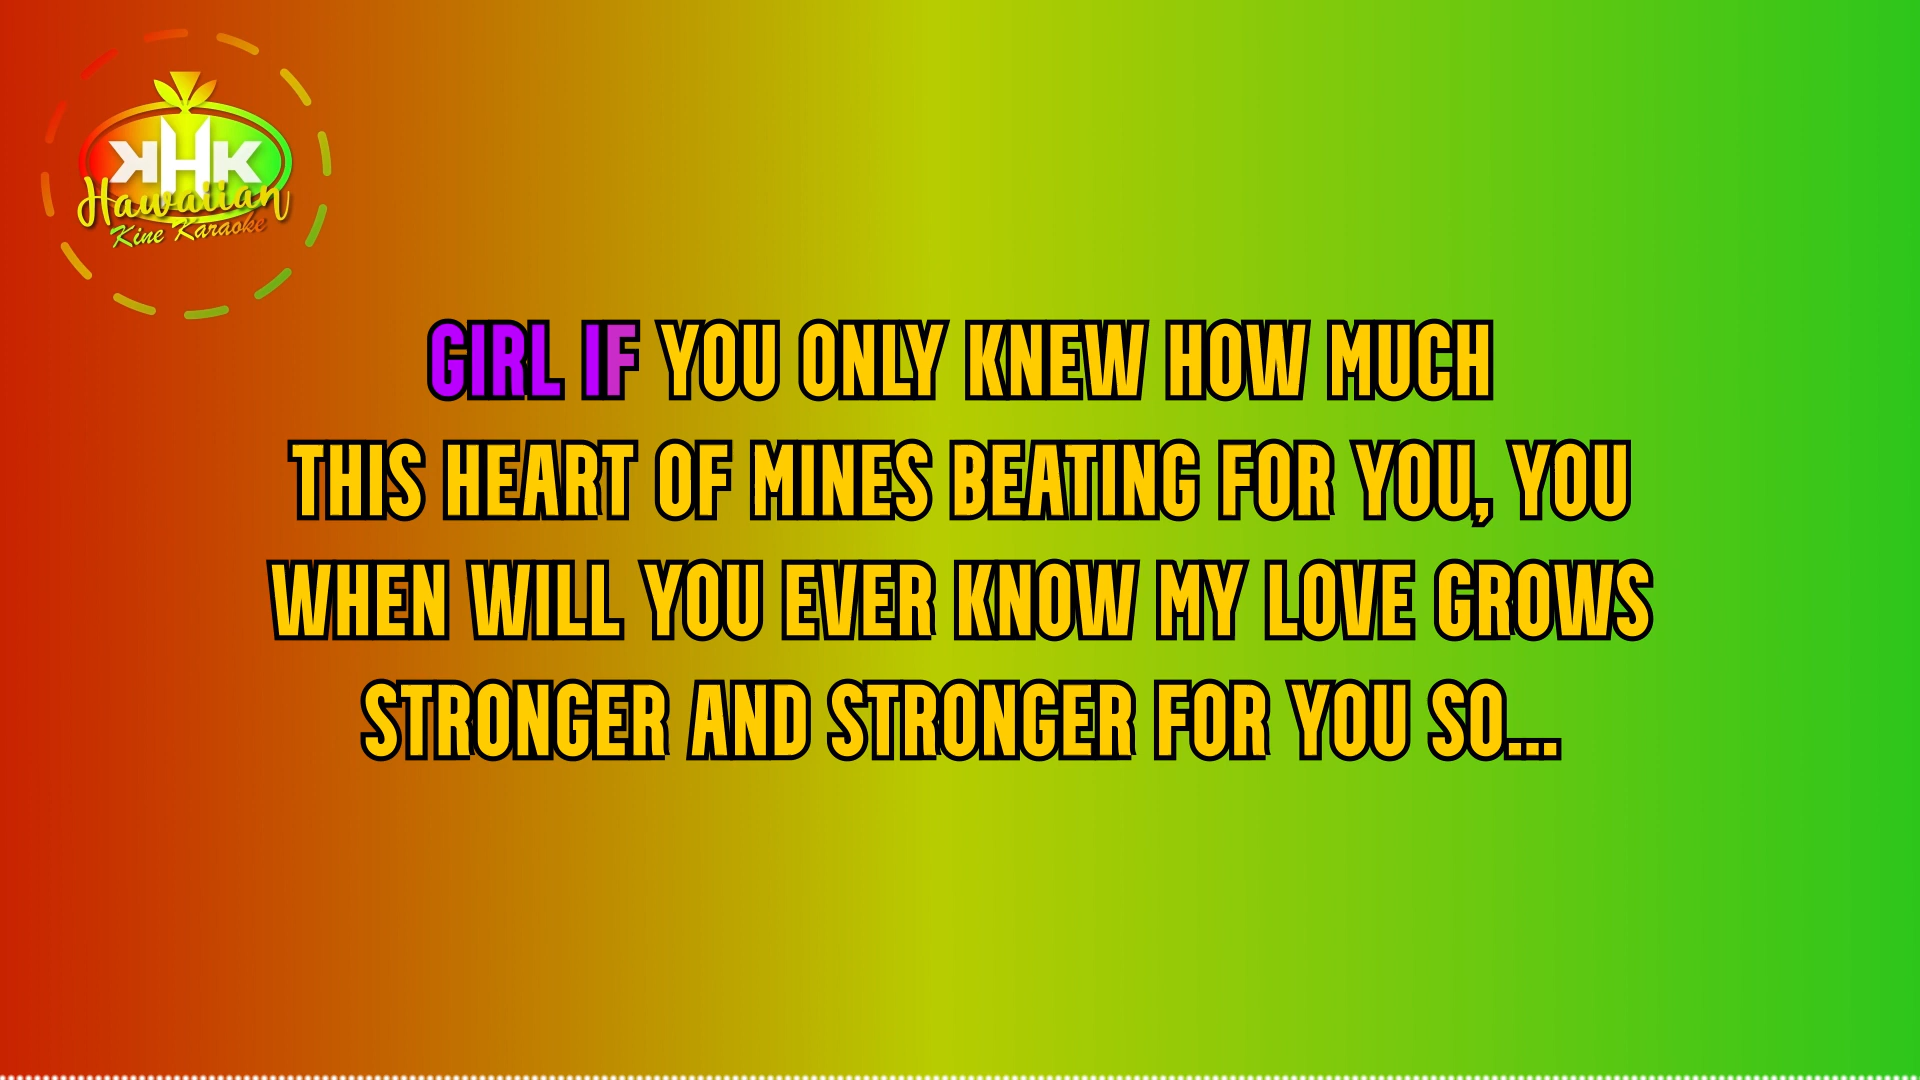 KHK
Hawaiian
Kine Karaoke
GIRL IF YOU ONLY KNEW HOW MUCH
THIS HEART OF MINES BEATING FOR YOU, YOU
WHEN WILL YOU EVER KNOW MY LOVE GROWS
STRONGER AND STRONGER FOR YOU SO...